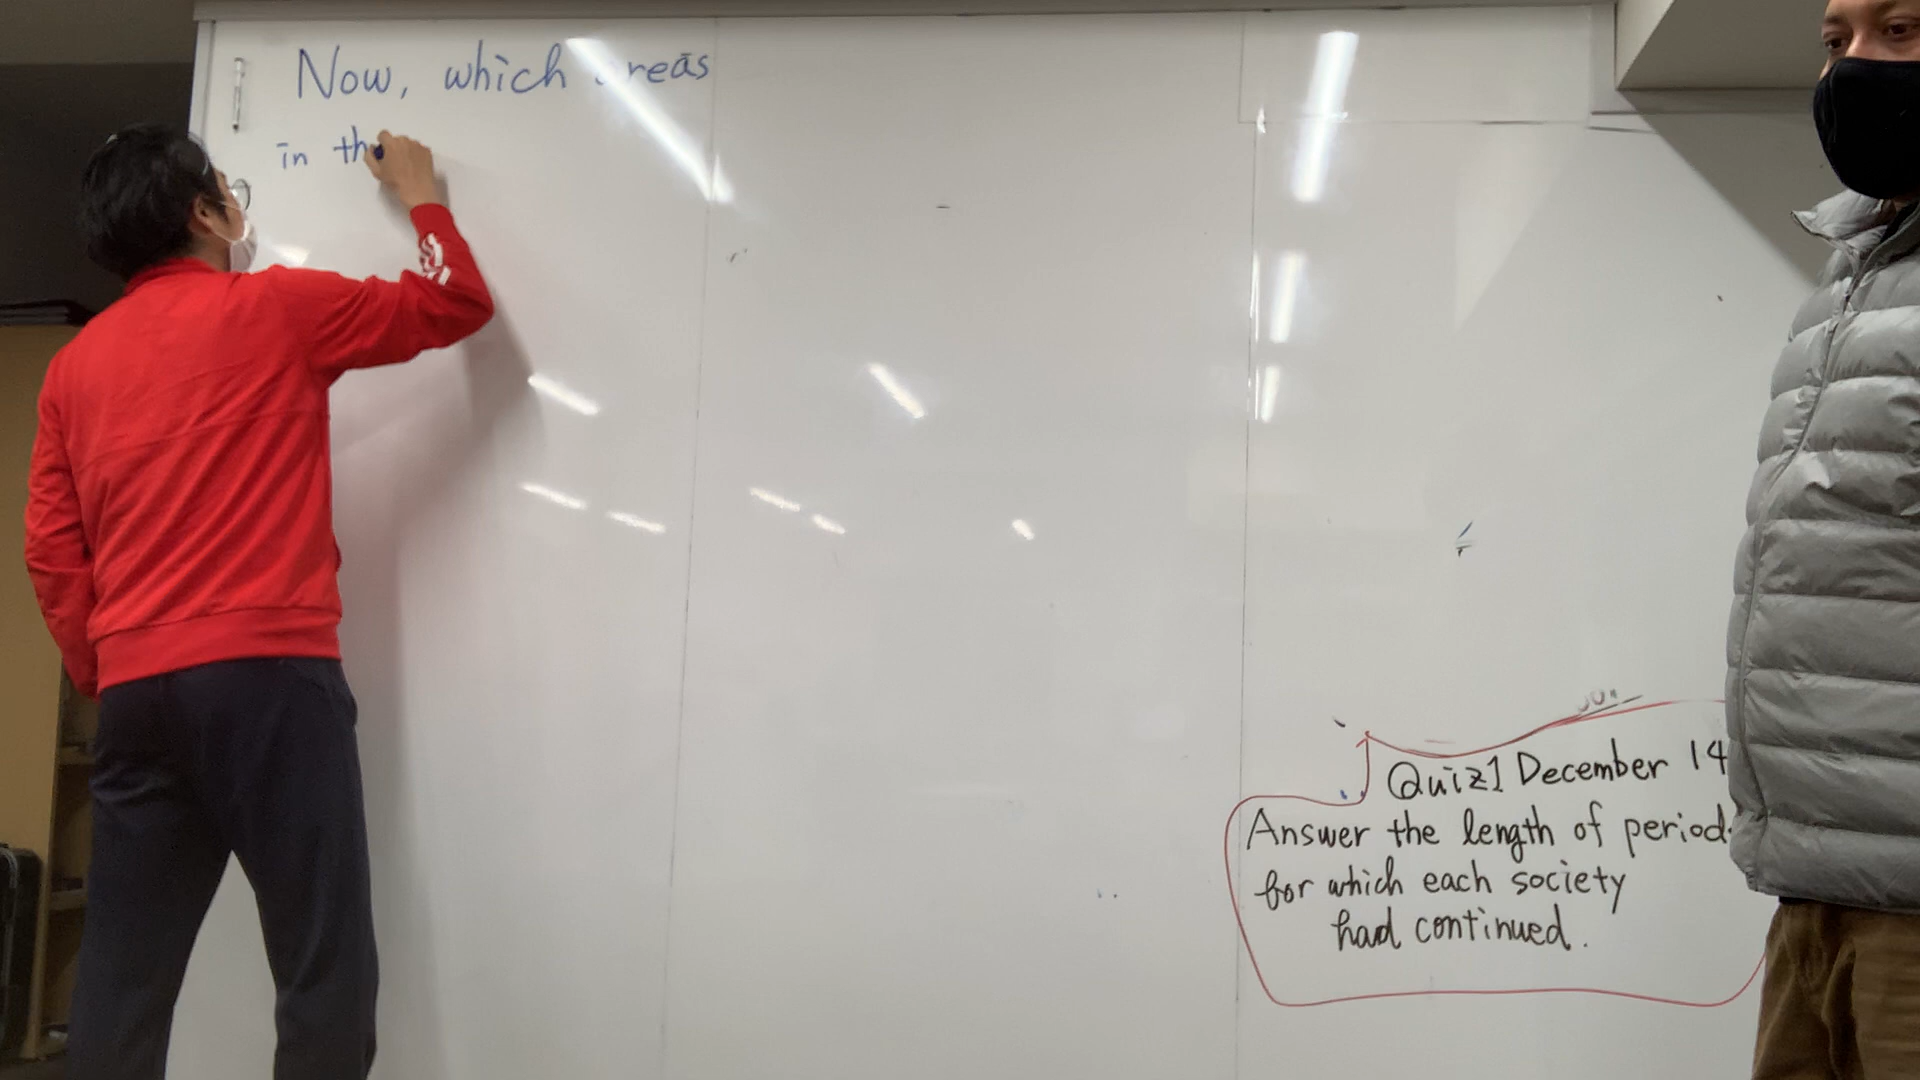 Now, which areas
in th
Quiz1 December 14
Answer the length of period
for which each society
had continued.